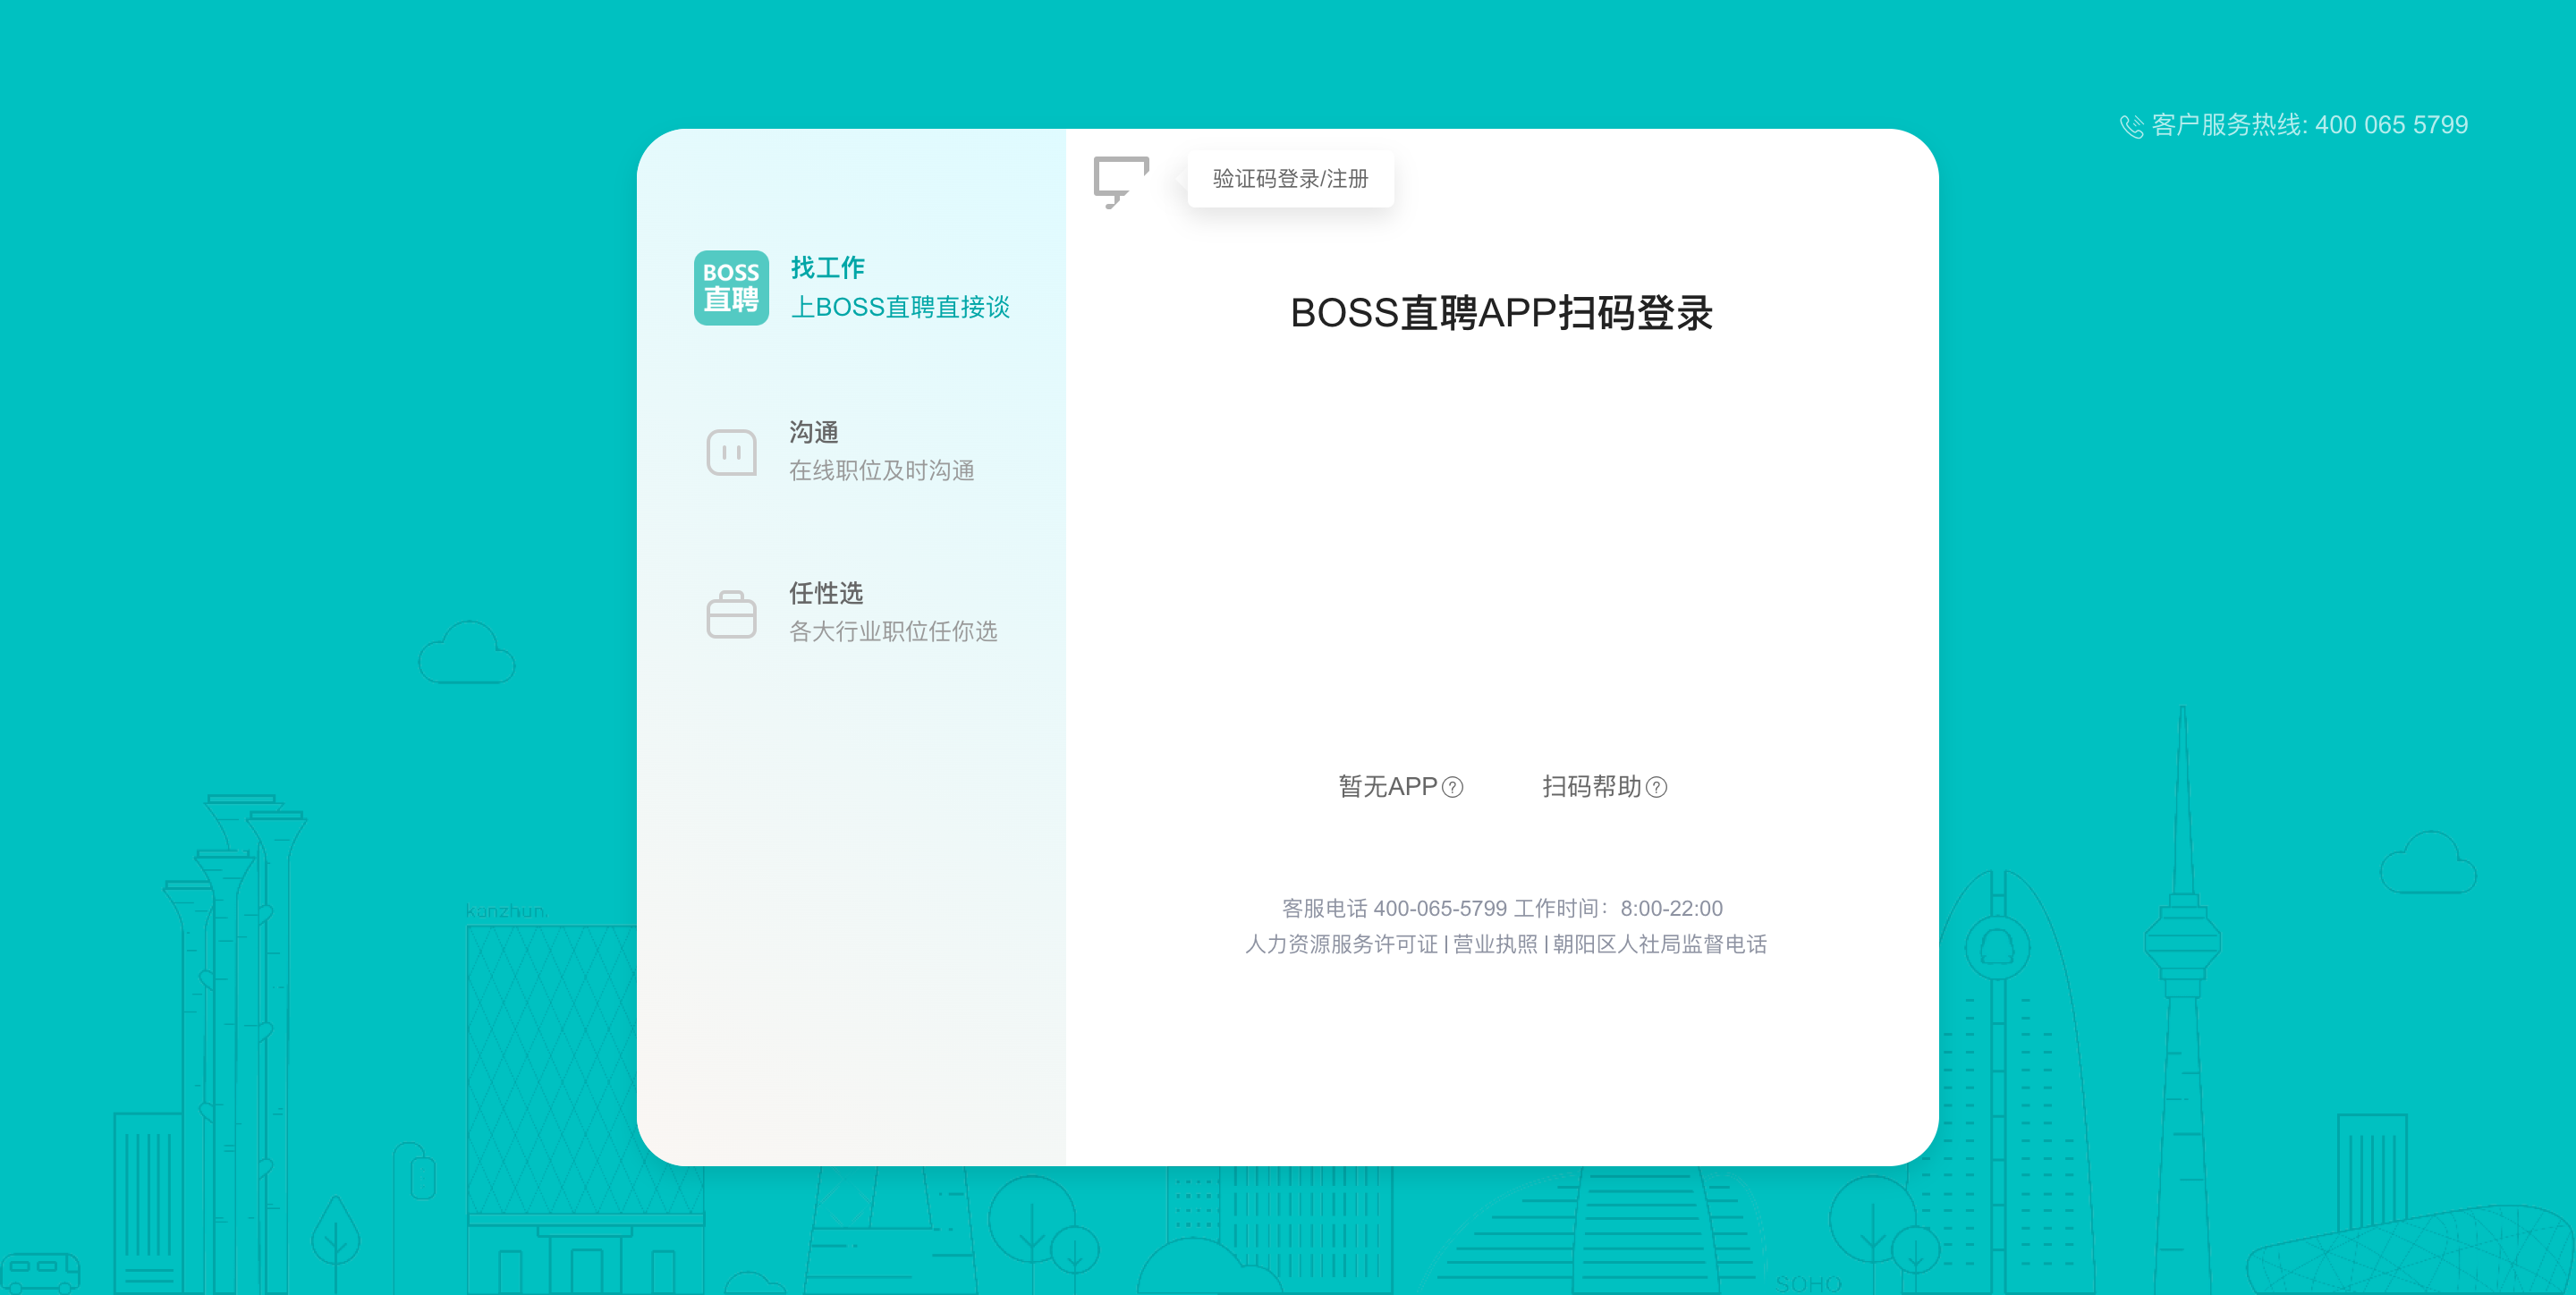 客户服务热线: 400 065 5799
验证码登录/注册
BOSS
直聘
找工作
上BOSS直聘直接谈
沟通
在线职位及时沟通
任性选
各大行业职位任你选
BOSS直聘APP扫码登录
暂无APP?
扫码帮助?
客服电话 400-065-5799 工作时间：8:00-22:00
人力资源服务许可证 | 营业执照 | 朝阳区人社局监督电话
kanzhun.
SOHO